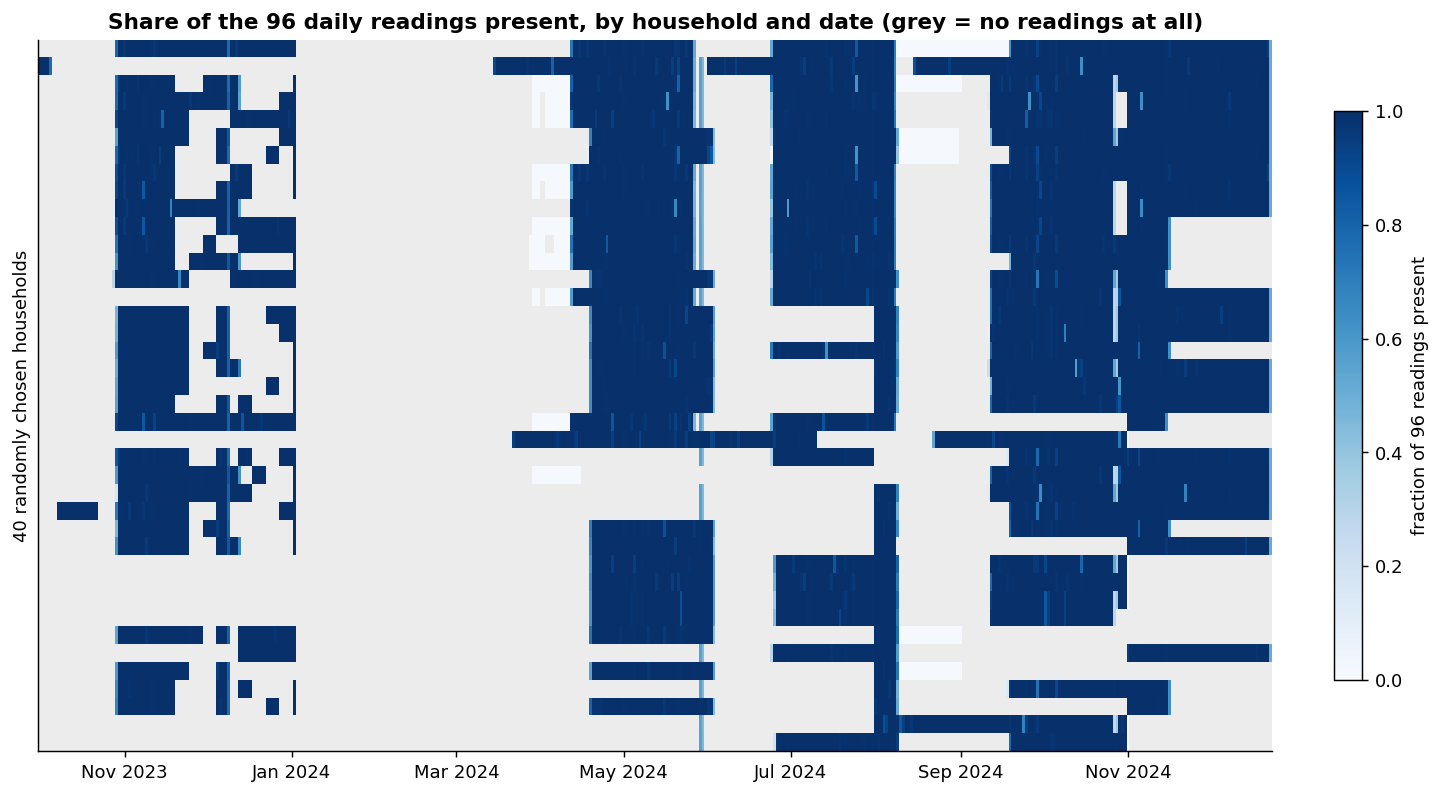 Share of the 96 daily readings present, by household and date (grey = no readings at all)
40 randomly chosen households
Nov 2023
Jan 2024
Mar 2024
May 2024
Jul 2024
Sep 2024
Nov 2024
1.0
0.8
0.6
0.4
0.2
0.0
fraction of 96 readings present